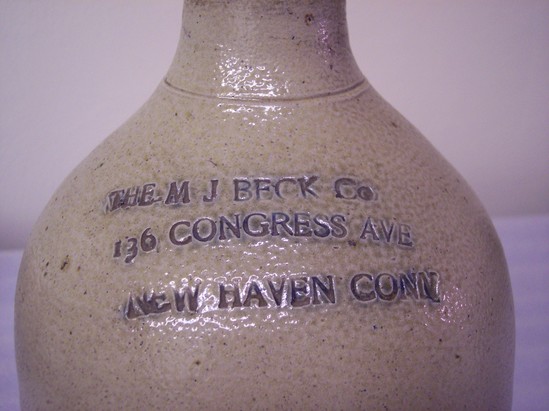 THE M J BECK Co
136 CONGRESS AVE
NEW HAVEN CONN